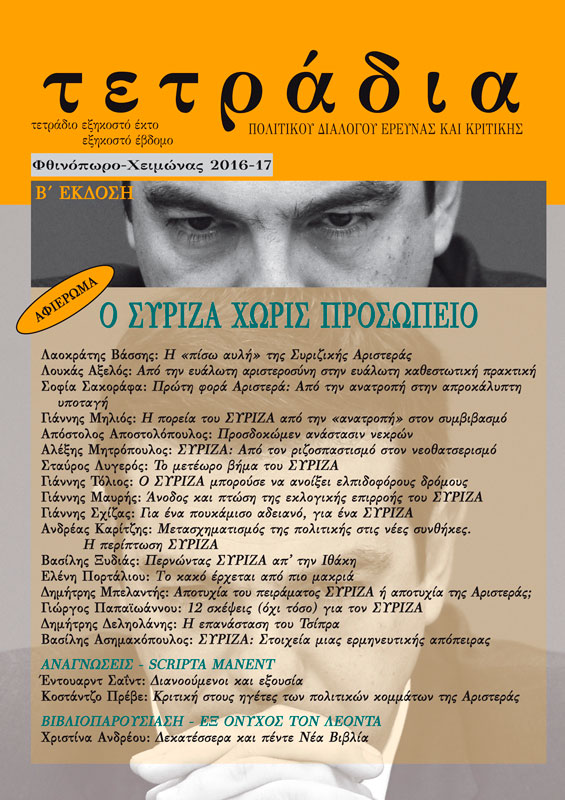 τετράδια
τετράδιο εξηκοστό έκτο
εξηκοστό έβδομο
ΠΟΛΙΤΙΚΟΥ ΔΙΑΛΟΓΟΥ ΕΡΕΥΝΑΣ ΚΑΙ ΚΡΙΤΙΚΗΣ
Φθινόπωρο-Χειμώνας 2016-17
Β΄ ΕΚΔΟΣΗ
ΑΦΙΕΡΩΜΑ
Ο ΣΥΡΙΖΑ ΧΩΡΙΣ ΠΡΟΣΩΠΕΙΟ
Λαοκράτης Βάσσης: Η «πίσω αυλή» της Συριζικής Αριστεράς
Λουκάς Αξελός: Από την ευάλωτη αριστεροσύνη στην ευάλωτη καθεστωτική πρακτική
Σοφία Σακοράφα: Πρώτη φορά Αριστερά: Από την ανατροπή στην απροκάλυπτη
υποταγή
Γιάννης Μηλιός: Η πορεία του ΣΥΡΙΖΑ από την «ανατροπή» στον συμβιβασμό
Απόστολος Αποστολόπουλος: Προσδοκώμεν ανάστασιν νεκρών
Αλέξης Μητρόπουλος: ΣΥΡΙΖΑ: Από τον ριζοσπαστισμό στον νεοθατσερισμό
Σταύρος Λυγερός: Το μετέωρο βήμα του ΣΥΡΙΖΑ
Γιάννης Τόλιος: Ο ΣΥΡΙΖΑ μπορούσε να ανοίξει ελπιδοφόρους δρόμους
Γιάννης Μαυρής: Άνοδος και πτώση της εκλογικής επιρροής του ΣΥΡΙΖΑ
Γιάννης Σχίζας: Για ένα πουκάμισο αδειανό, για ένα ΣΥΡΙΖΑ
Ανδρέας Καρίτζης: Μετασχηματισμός της πολιτικής στις νέες συνθήκες.
Η περίπτωση ΣΥΡΙΖΑ
Βασίλης Ξυδιάς: Περνώντας ΣΥΡΙΖΑ απ' την Ιθάκη
Ελένη Πορτάλιου: Το κακό έρχεται από πιο μακριά
Δημήτρης Μπελαντής: Αποτυχία του πειράματος ΣΥΡΙΖΑ ή αποτυχία της Αριστεράς;
Γιώργος Παπαϊωάννου: 12 σκέψεις (όχι τόσο) για τον ΣΥΡΙΖΑ
Δημήτρης Δεληολάνης: Η επανάσταση του Τσίπρα
Βασίλης Ασημακόπουλος: ΣΥΡΙΖΑ: Στοιχεία μιας ερμηνευτικής απόπειρας
ΑΝΑΓΝΩΣΕΙΣ - SCRIPTA MANENT
Έντουαρντ Σαΐντ: Διανοούμενοι και εξουσία
Κοστάντζο Πρέβε: Κριτική στους ηγέτες των πολιτικών κομμάτων της Αριστεράς
ΒΙΒΛΙΟΠΑΡΟΥΣΙΑΣΗ - ΕΞ ΟΝΥΧΟΣ ΤΟΝ ΛΕΟΝΤΑ
Χριστίνα Ανδρέου: Δεκατέσσερα και πέντε Νέα Βιβλία